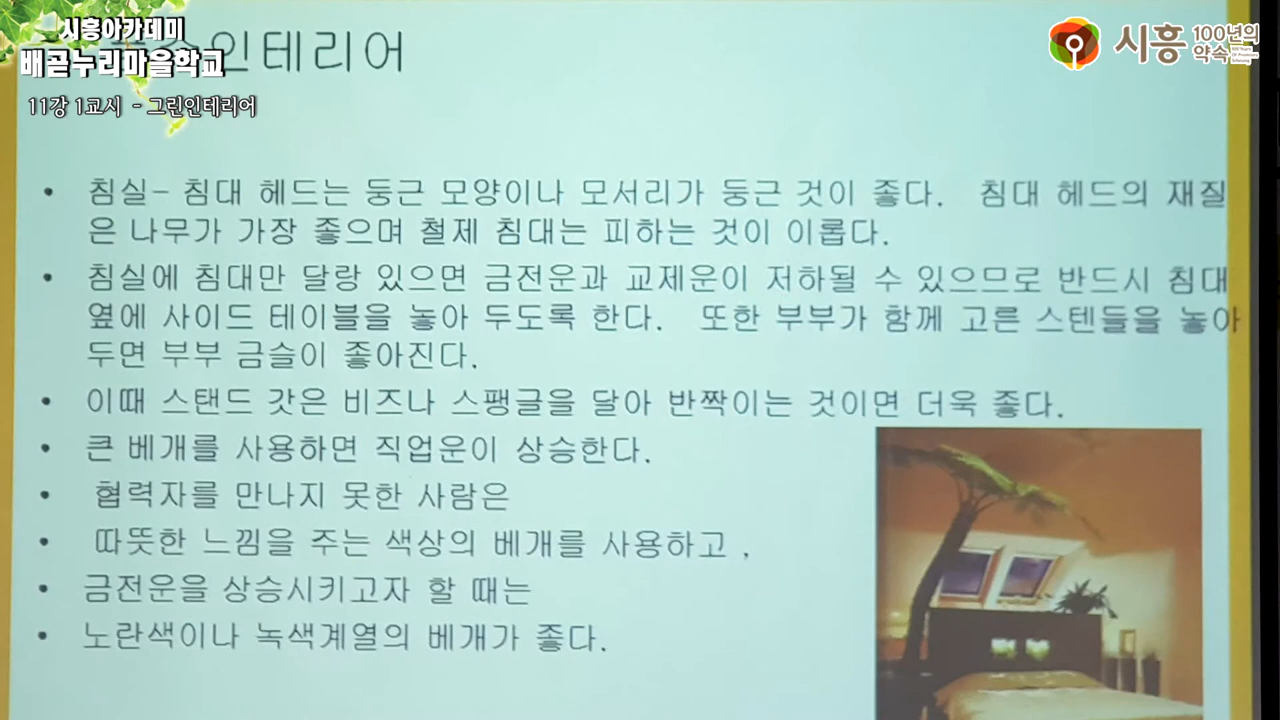 시흥아카데미
배곧누리마을학교
11강 1교시 - 그린인테리어
인테리어
시흥 100년의 약속
• 침실- 침대 헤드는 둥근 모양이나 모서리가 둥근 것이 좋다. 침대 헤드의 재질
은 나무가 가장 좋으며 철제 침대는 피하는 것이 이롭다.
• 침실에 침대만 달랑 있으면 금전운과 교제운이 저하될 수 있으므로 반드시 침대
옆에 사이드 테이블을 놓아 두도록 한다. 또한 부부가 함께 고른 스텐들을 놓아
두면 부부 금슬이 좋아진다.
• 이때 스탠드 갓은 비즈나 스팽글을 달아 반짝이는 것이면 더욱 좋다.
• 큰 베개를 사용하면 직업운이 상승한다.
• 협력자를 만나지 못한 사람은
• 따뜻한 느낌을 주는 색상의 베개를 사용하고 ,
• 금전운을 상승시키고자 할 때는
• 노란색이나 녹색계열의 베개가 좋다.